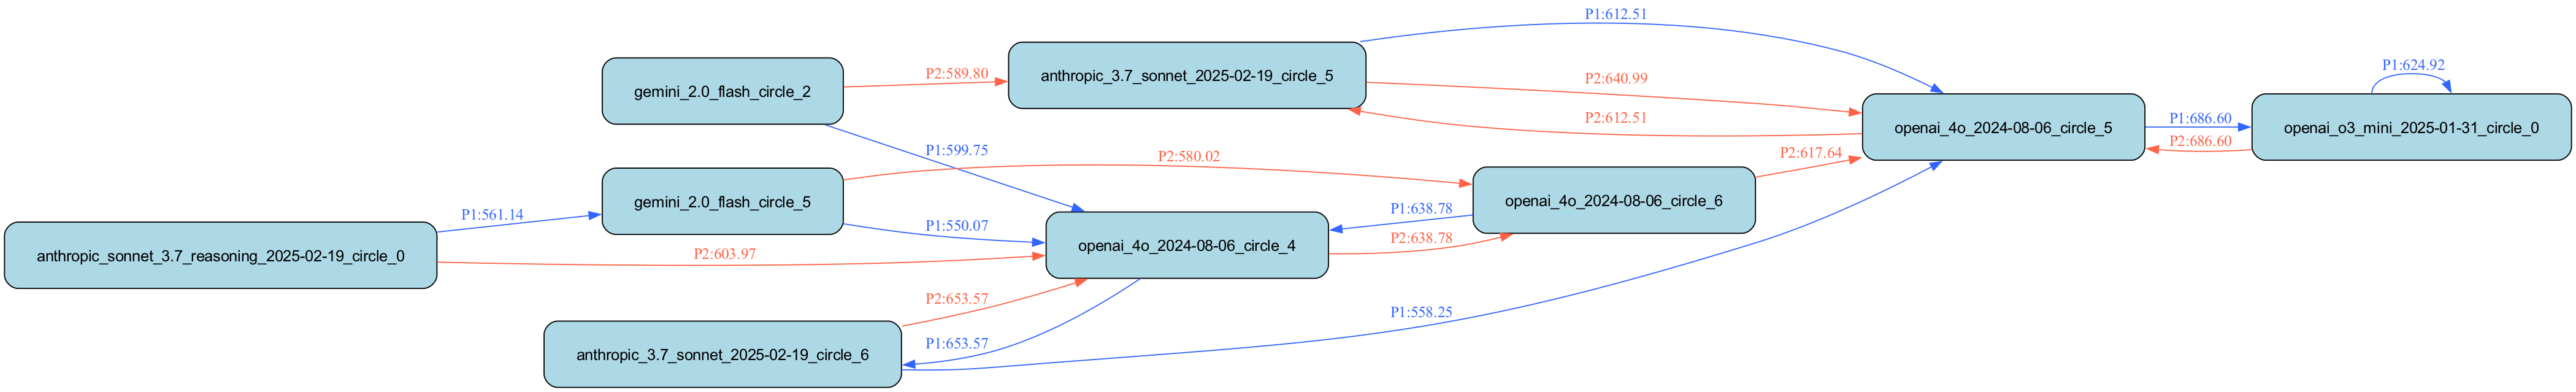 P1:612.51
anthropic_3.7_sonnet_2025-02-19_circle_5
P1:624.92
gemini_2.0_flash_circle_2
P2:589.80
P2:640.99
P2:612.51
openai_4o_2024-08-06_circle_5
P1:686.60
P2:686.60
openai_o3_mini_2025-01-31_circle_0
P1:599.75
P2:580.02
P2:617.64
gemini_2.0_flash_circle_5
openai_4o_2024-08-06_circle_6
P1:561.14
P1:550.07
P1:638.78
P2:638.78
anthropic_sonnet_3.7_reasoning_2025-02-19_circle_0
P2:603.97
openai_4o_2024-08-06_circle_4
P2:653.57
P1:558.25
P1:653.57
anthropic_3.7_sonnet_2025-02-19_circle_6